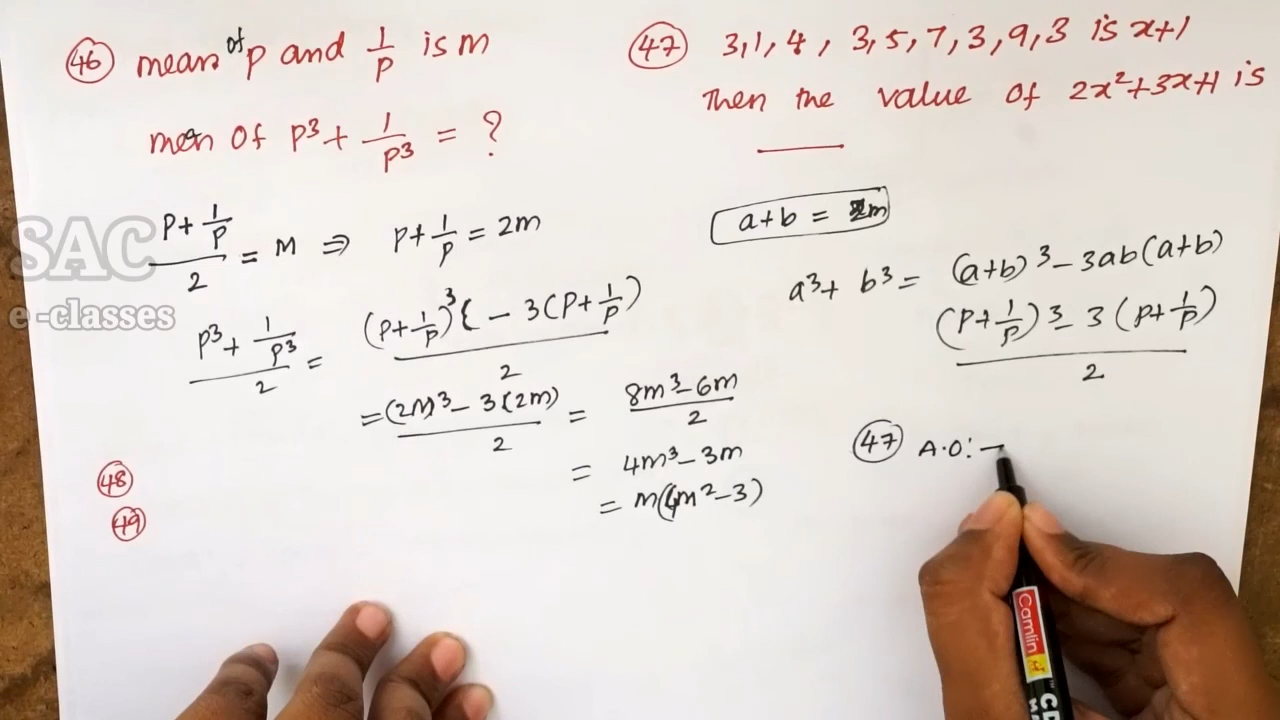 46 mean of p and 1/p is m
mean of p³ + 1/p³ = ?
(p + 1/p)/2 = M ⇒ p + 1/p = 2m
(p³ + 1/p³)/2 = ((p + 1/p)³ { - 3(p + 1/p))/2
= ((2M)³ - 3(2m))/2 = (8m³ - 6m)/2
= 4m³ - 3m
= m(4m² - 3)
48
49
47 3, 1, 4, 3, 5, 7, 3, 9, 3 is x+1
Then the value of 2x²+3x+1 is
a+b = 2m
a³ + b³ = (a+b)³ - 3ab(a+b)
((p + 1/p)³ - 3(p + 1/p))/2
47 A.O: -
SAC
e-classes
Camlin